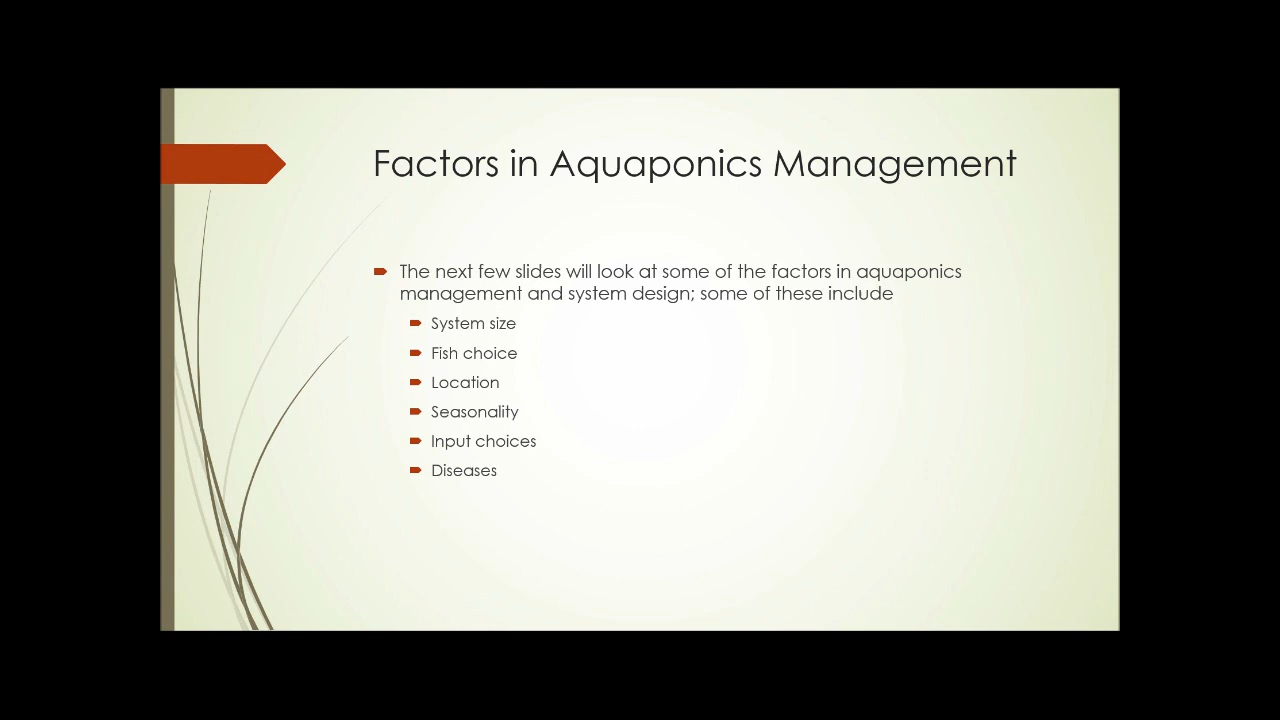 Factors in Aquaponics Management
The next few slides will look at some of the factors in aquaponics
management and system design; some of these include
System size
Fish choice
Location
Seasonality
Input choices
Diseases